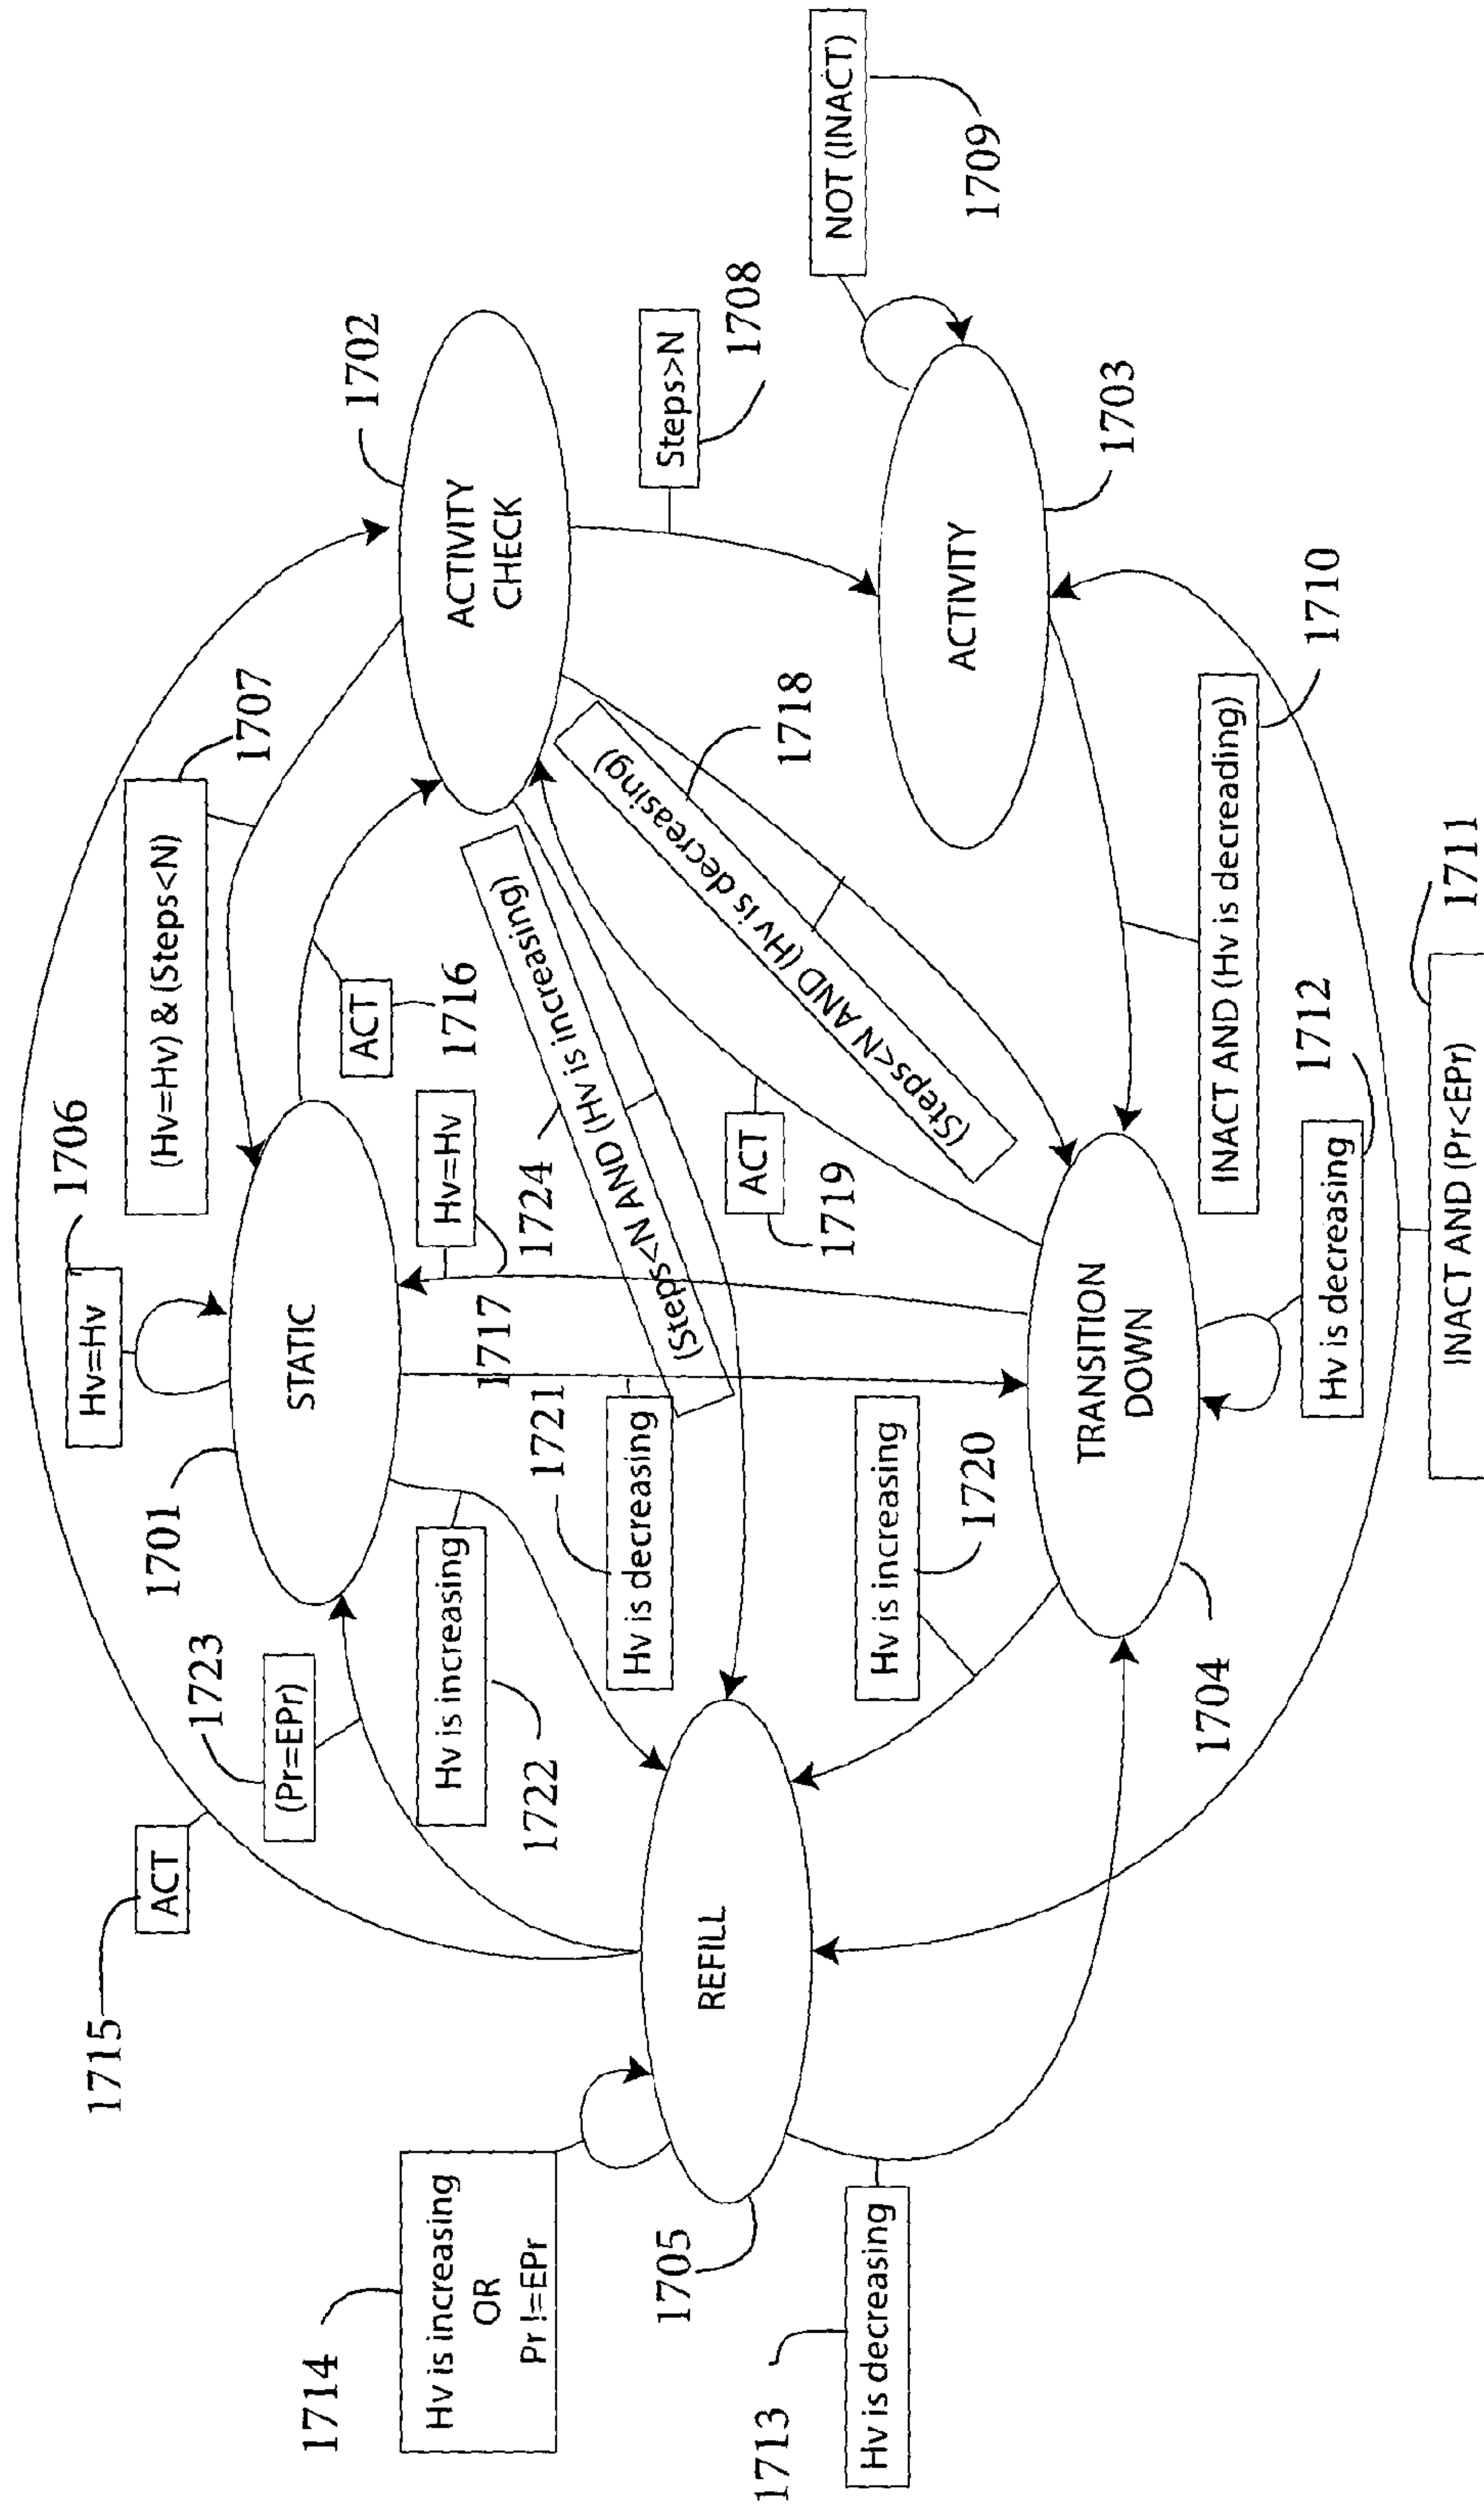 1715
ACT
1706
Hv=Hv
1707
(Hv=Hv) & (Steps<N)
1723
(Pr=EPr)
1701
STATIC
ACT
1716
1702
ACTIVITY
CHECK
1714
Hv is increasing
OR
Pr !=EPr
Hv is increasing
1722
1717
Hv=Hv
1724
(Steps<N AND (Hv is increasing)
1721
Hv is decreasing
Steps>N
1708
1705
REFILL
ACT
1719
(Steps<N AND (Hv is decreasing)
1718
NOT (INACT)
1709
1713
Hv is decreasing
Hv is increasing
1720
ACTIVITY
1703
TRANSITION
DOWN
1704
INACT AND (Hv is decreading)
1710
Hv is decreasing
1712
INACT AND (Pr<EPr)
1711